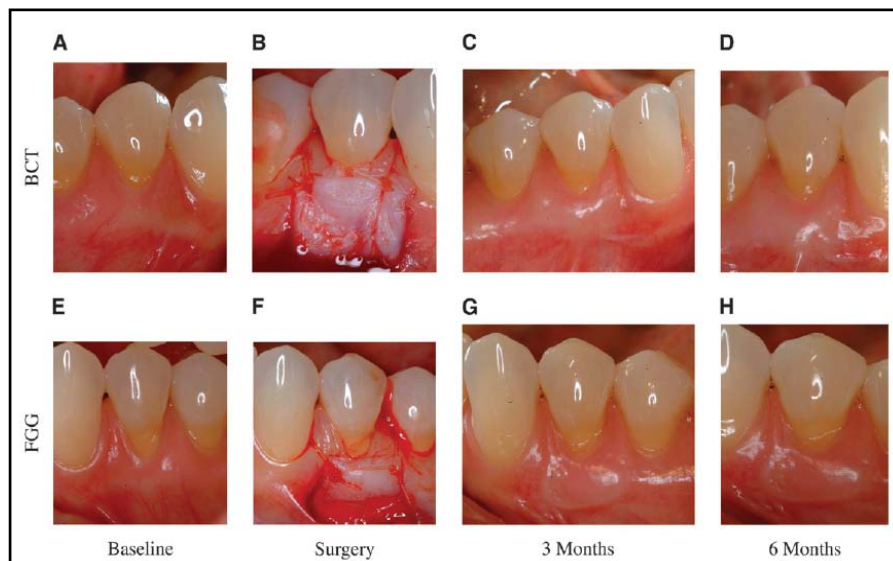 A B C D
BCT
E F G H
FGG
Baseline Surgery 3 Months 6 Months